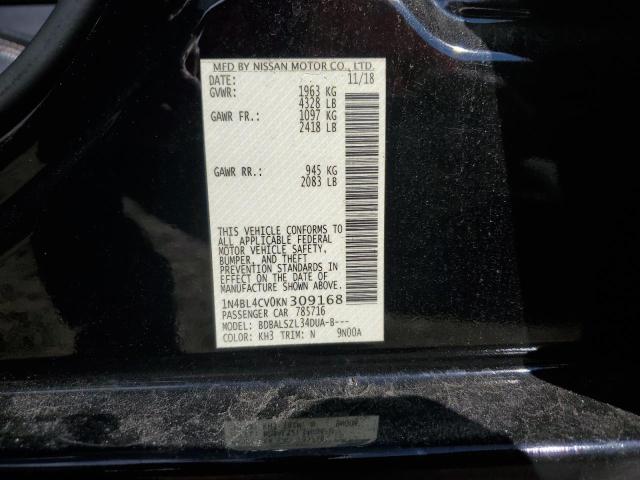 MFD BY NISSAN MOTOR CO., LTD.
DATE: 11/18
GVWR: 1963 KG
4328 LB
GAWR FR.: 1097 KG
2418 LB
GAWR RR.: 945 KG
2083 LB
THIS VEHICLE CONFORMS TO
ALL APPLICABLE FEDERAL
MOTOR VEHICLE SAFETY,
BUMPER, AND THEFT
PREVENTION STANDARDS IN
EFFECT ON THE DATE OF
MANUFACTURE SHOWN ABOVE.
1N4BL4CV0KN309168
PASSENGER CAR 785716
MODEL: BDBALSZL34DUA-B---
COLOR: KH3 TRIM: N 9N00A